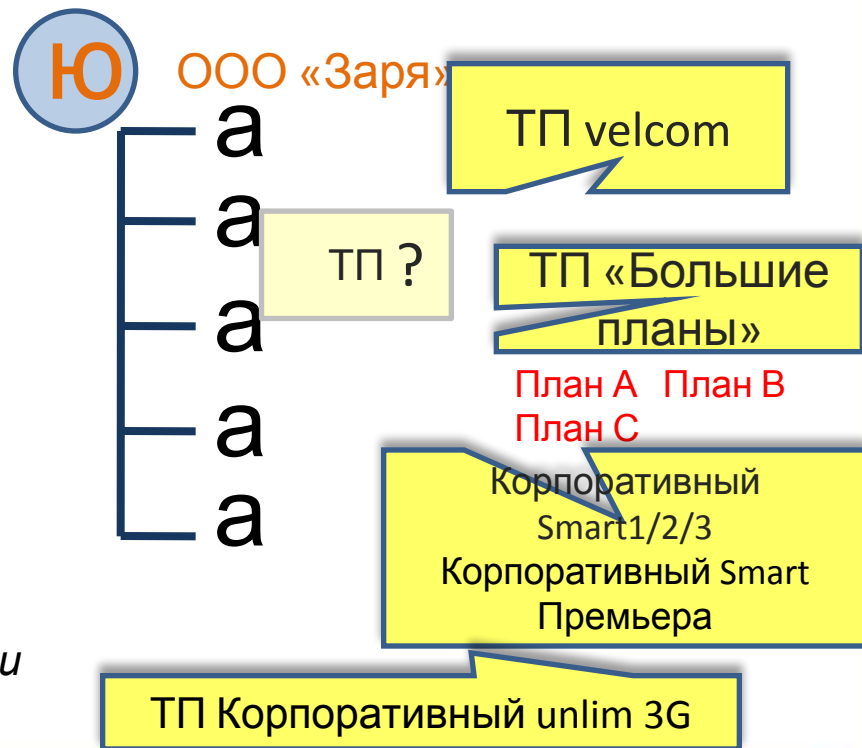 Ю
ООО «Заря»
а
ТП velcom
а
ТП ?
ТП «Большие
планы»
а
План А План В
План С
а
Корпоративный
Smart1/2/3
а
Корпоративный Smart
Премьера
и
ТП Корпоративный unlim 3G